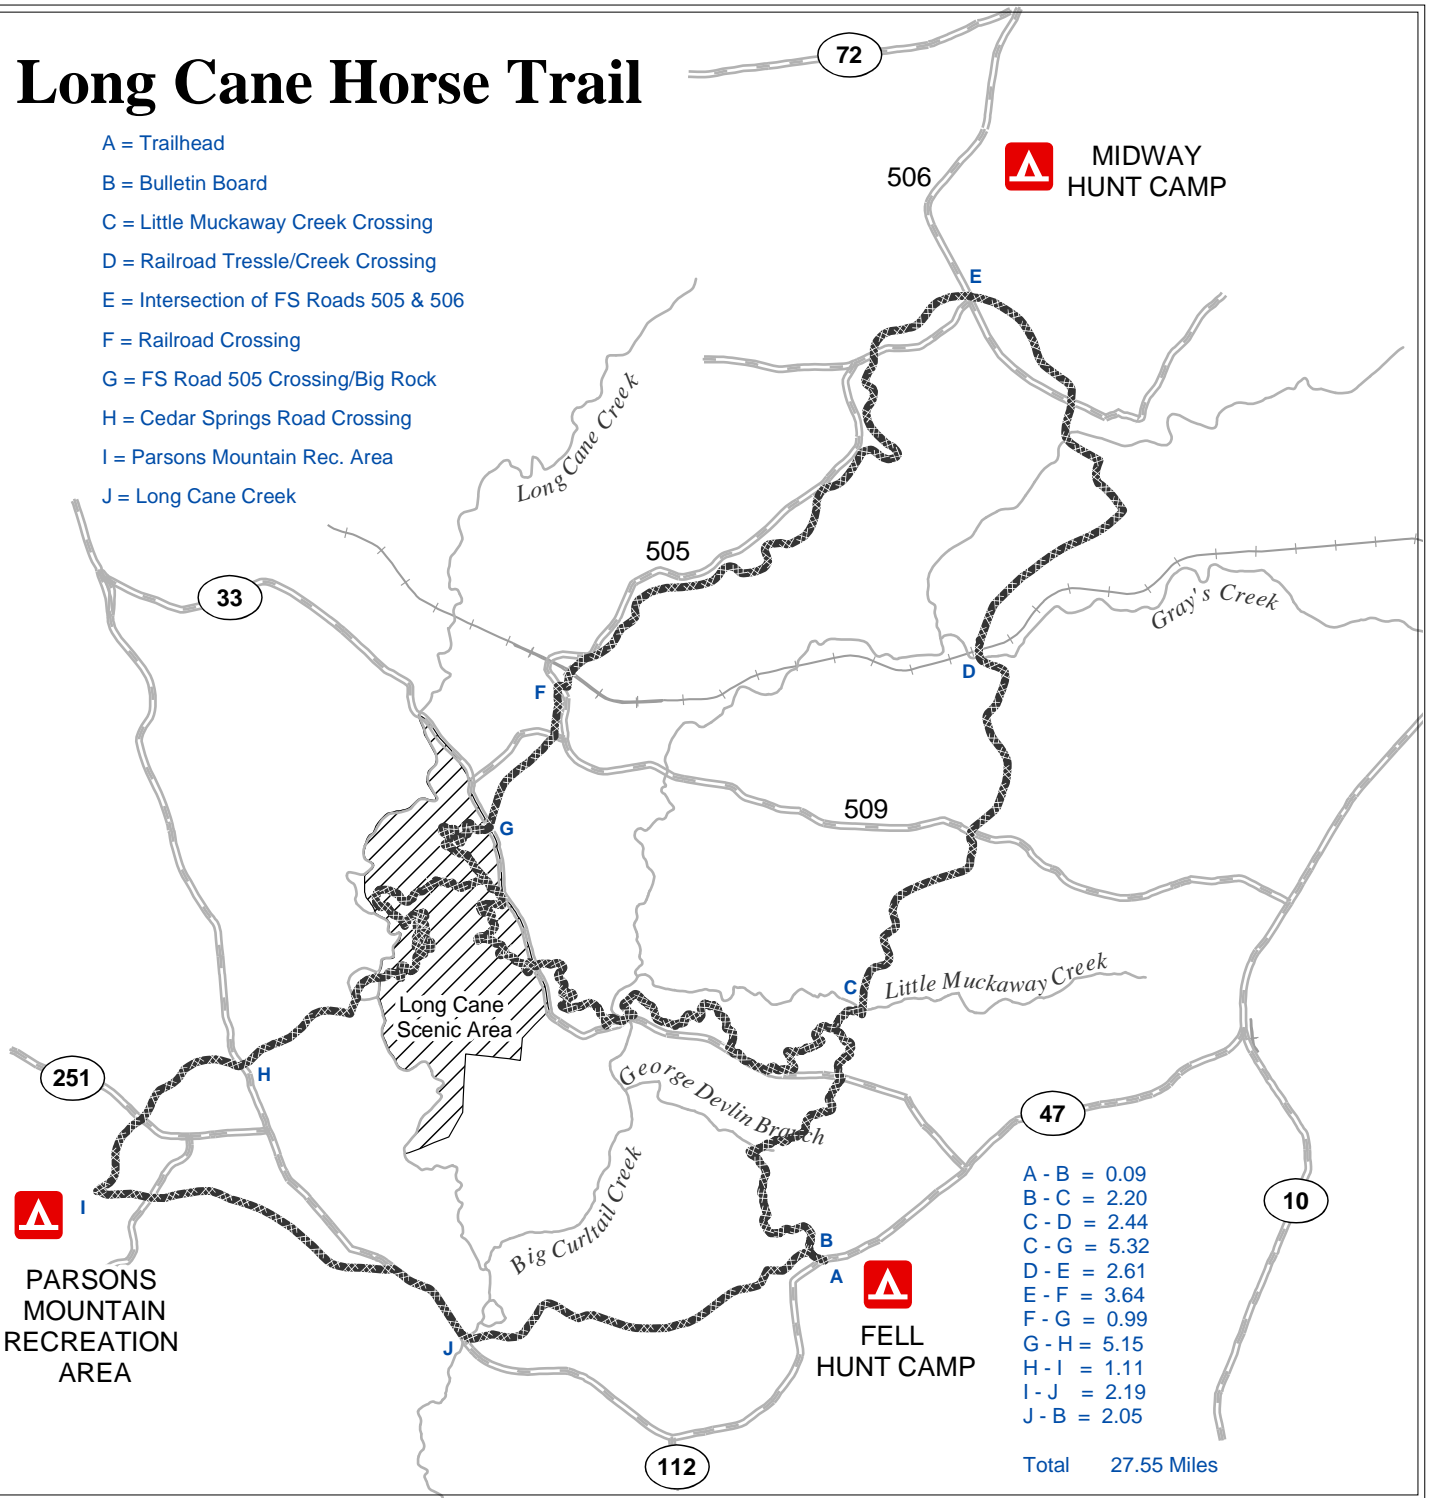 Long Cane Horse Trail
A = Trailhead
B = Bulletin Board
C = Little Muckaway Creek Crossing
D = Railroad Tressle/Creek Crossing
E = Intersection of FS Roads 505 & 506
F = Railroad Crossing
G = FS Road 505 Crossing/Big Rock
H = Cedar Springs Road Crossing
I = Parsons Mountain Rec. Area
J = Long Cane Creek
72
506
MIDWAY
HUNT CAMP
E
Long Cane Creek
505
33
Gray's Creek
F
D
509
G
C
Little Muckaway Creek
Long Cane
Scenic Area
251
H
George Devlin Branch
47
10
I
Big Curltail Creek
B
A
PARSONS
MOUNTAIN
RECREATION
AREA
J
FELL
HUNT CAMP
112
A - B = 0.09
B - C = 2.20
C - D = 2.44
C - G = 5.32
D - E = 2.61
E - F = 3.64
F - G = 0.99
G - H = 5.15
H - I = 1.11
I - J = 2.19
J - B = 2.05
Total 27.55 Miles